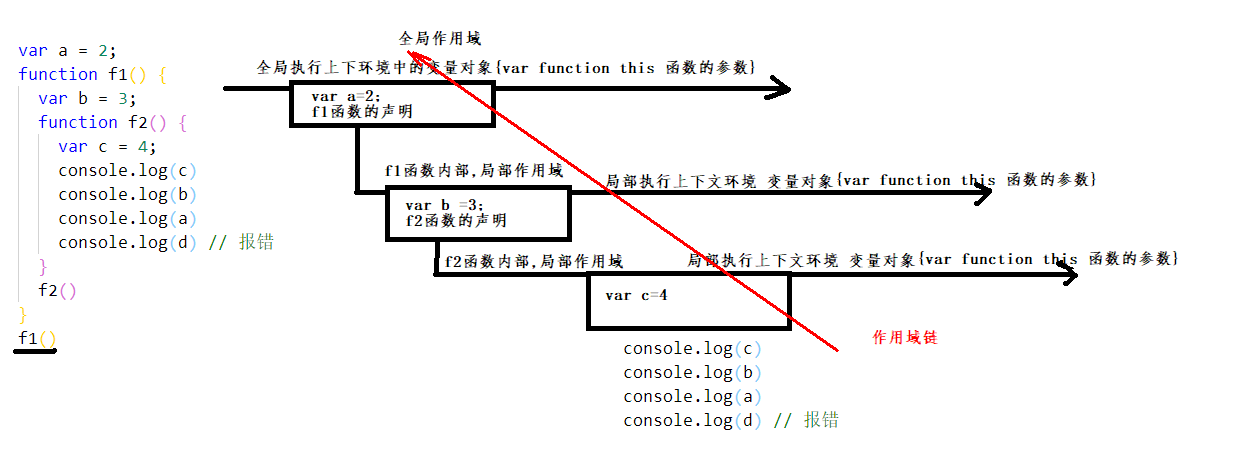 var a = 2;
function f1() {
var b = 3;
function f2() {
var c = 4;
console.log(c)
console.log(b)
console.log(a)
console.log(d) // 报错
}
f2()
}
f1()
全局作用域
全局执行上下环境中的变量对象{var function this 函数的参数}
var a=2;
f1函数的声明
f1函数内部,局部作用域
局部执行上下文环境 变量对象{var function this 函数的参数}
var b =3;
f2函数的声明
f2函数内部,局部作用域
局部执行上下文环境 变量对象{var function this 函数的参数}
var c=4
作用域链
console.log(c)
console.log(b)
console.log(a)
console.log(d) // 报错